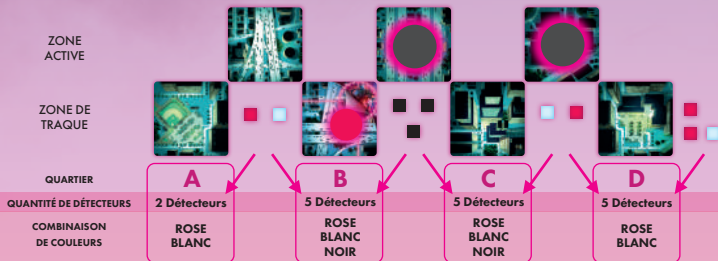 ZONE
ACTIVE
ZONE DE
TRAQUE
QUARTIER
A
B
C
D
QUANTITÉ DE DÉTECTEURS
2 Détecteurs
5 Détecteurs
5 Détecteurs
5 Détecteurs
COMBINAISON
DE COULEURS
ROSE
BLANC
ROSE
BLANC
NOIR
ROSE
BLANC
NOIR
ROSE
BLANC